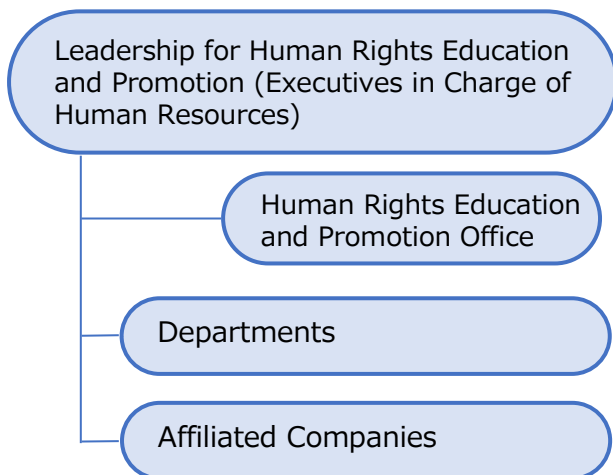 Leadership for Human Rights Education
and Promotion (Executives in Charge of
Human Resources)
Human Rights Education
and Promotion Office
Departments
Affiliated Companies